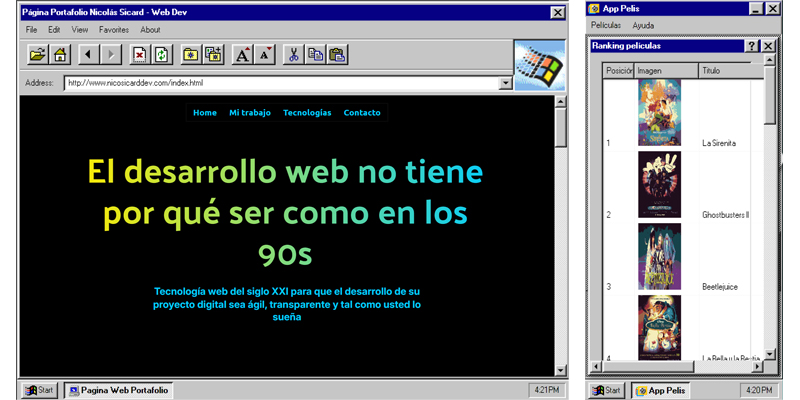 Página Portafolio Nicolás Sicard - Web Dev
File Edit View Favorites About
Address: http://www.nicosicarddev.com/index.html
Home Mi trabajo Tecnologías Contacto
El desarrollo web no tiene
por qué ser como en los
90s
Tecnología web del siglo XXI para que el desarrollo de su
proyecto digital sea ágil, transparente y tal como usted lo
sueña
Start Pagina Web Portafolio 4:21 PM
App Pelis
Películas Ayuda
Ranking películas
Posición Imagen Título
1 La Sirenita
2 Ghostbusters II
3 Beetlejuice
4 La Bella y la Bestia
Start App Pelis 4:20 PM